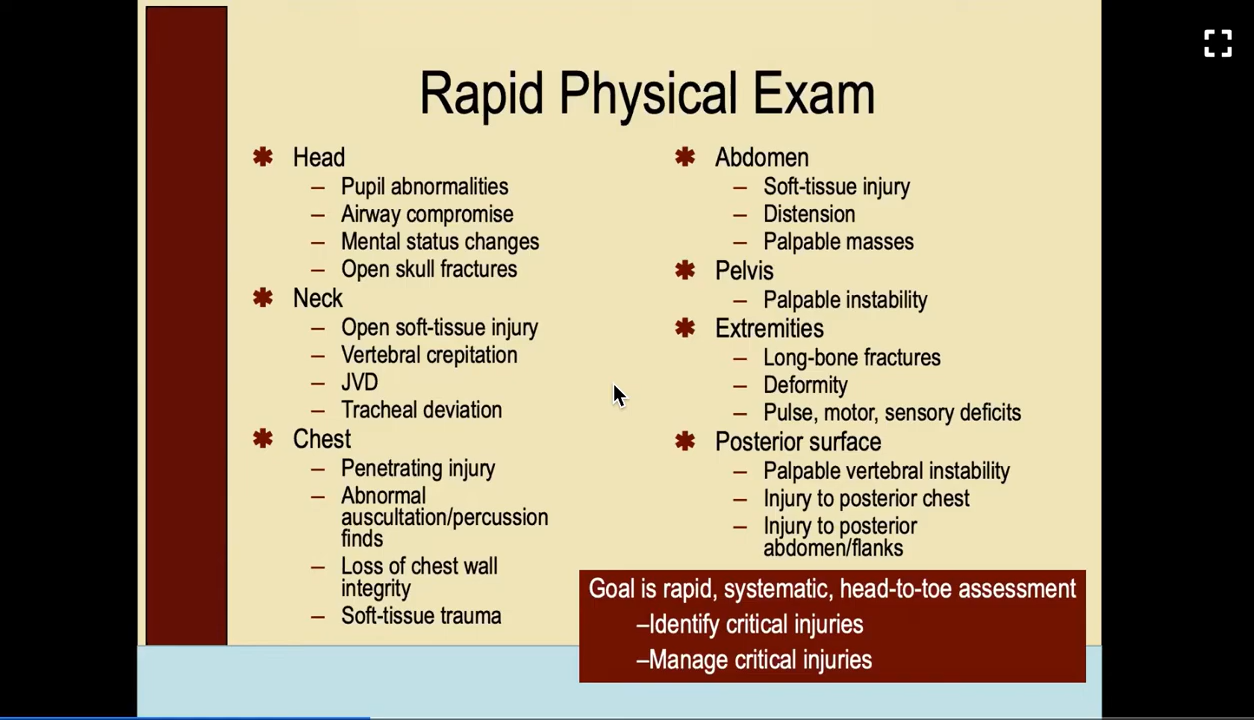 Rapid Physical Exam
✱ Head
– Pupil abnormalities
– Airway compromise
– Mental status changes
– Open skull fractures
✱ Neck
– Open soft-tissue injury
– Vertebral crepitation
– JVD
– Tracheal deviation
✱ Chest
– Penetrating injury
– Abnormal
auscultation/percussion
finds
– Loss of chest wall
integrity
– Soft-tissue trauma
✱ Abdomen
– Soft-tissue injury
– Distension
– Palpable masses
✱ Pelvis
– Palpable instability
✱ Extremities
– Long-bone fractures
– Deformity
– Pulse, motor, sensory deficits
✱ Posterior surface
– Palpable vertebral instability
– Injury to posterior chest
– Injury to posterior
abdomen/flanks
Goal is rapid, systematic, head-to-toe assessment
–Identify critical injuries
–Manage critical injuries